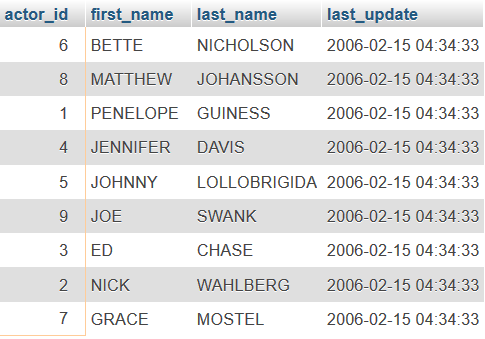 actor_id first_name last_name last_update
6 BETTE NICHOLSON 2006-02-15 04:34:33
8 MATTHEW JOHANSSON 2006-02-15 04:34:33
1 PENELOPE GUINESS 2006-02-15 04:34:33
4 JENNIFER DAVIS 2006-02-15 04:34:33
5 JOHNNY LOLLOBRIGIDA 2006-02-15 04:34:33
9 JOE SWANK 2006-02-15 04:34:33
3 ED CHASE 2006-02-15 04:34:33
2 NICK WAHLBERG 2006-02-15 04:34:33
7 GRACE MOSTEL 2006-02-15 04:34:33